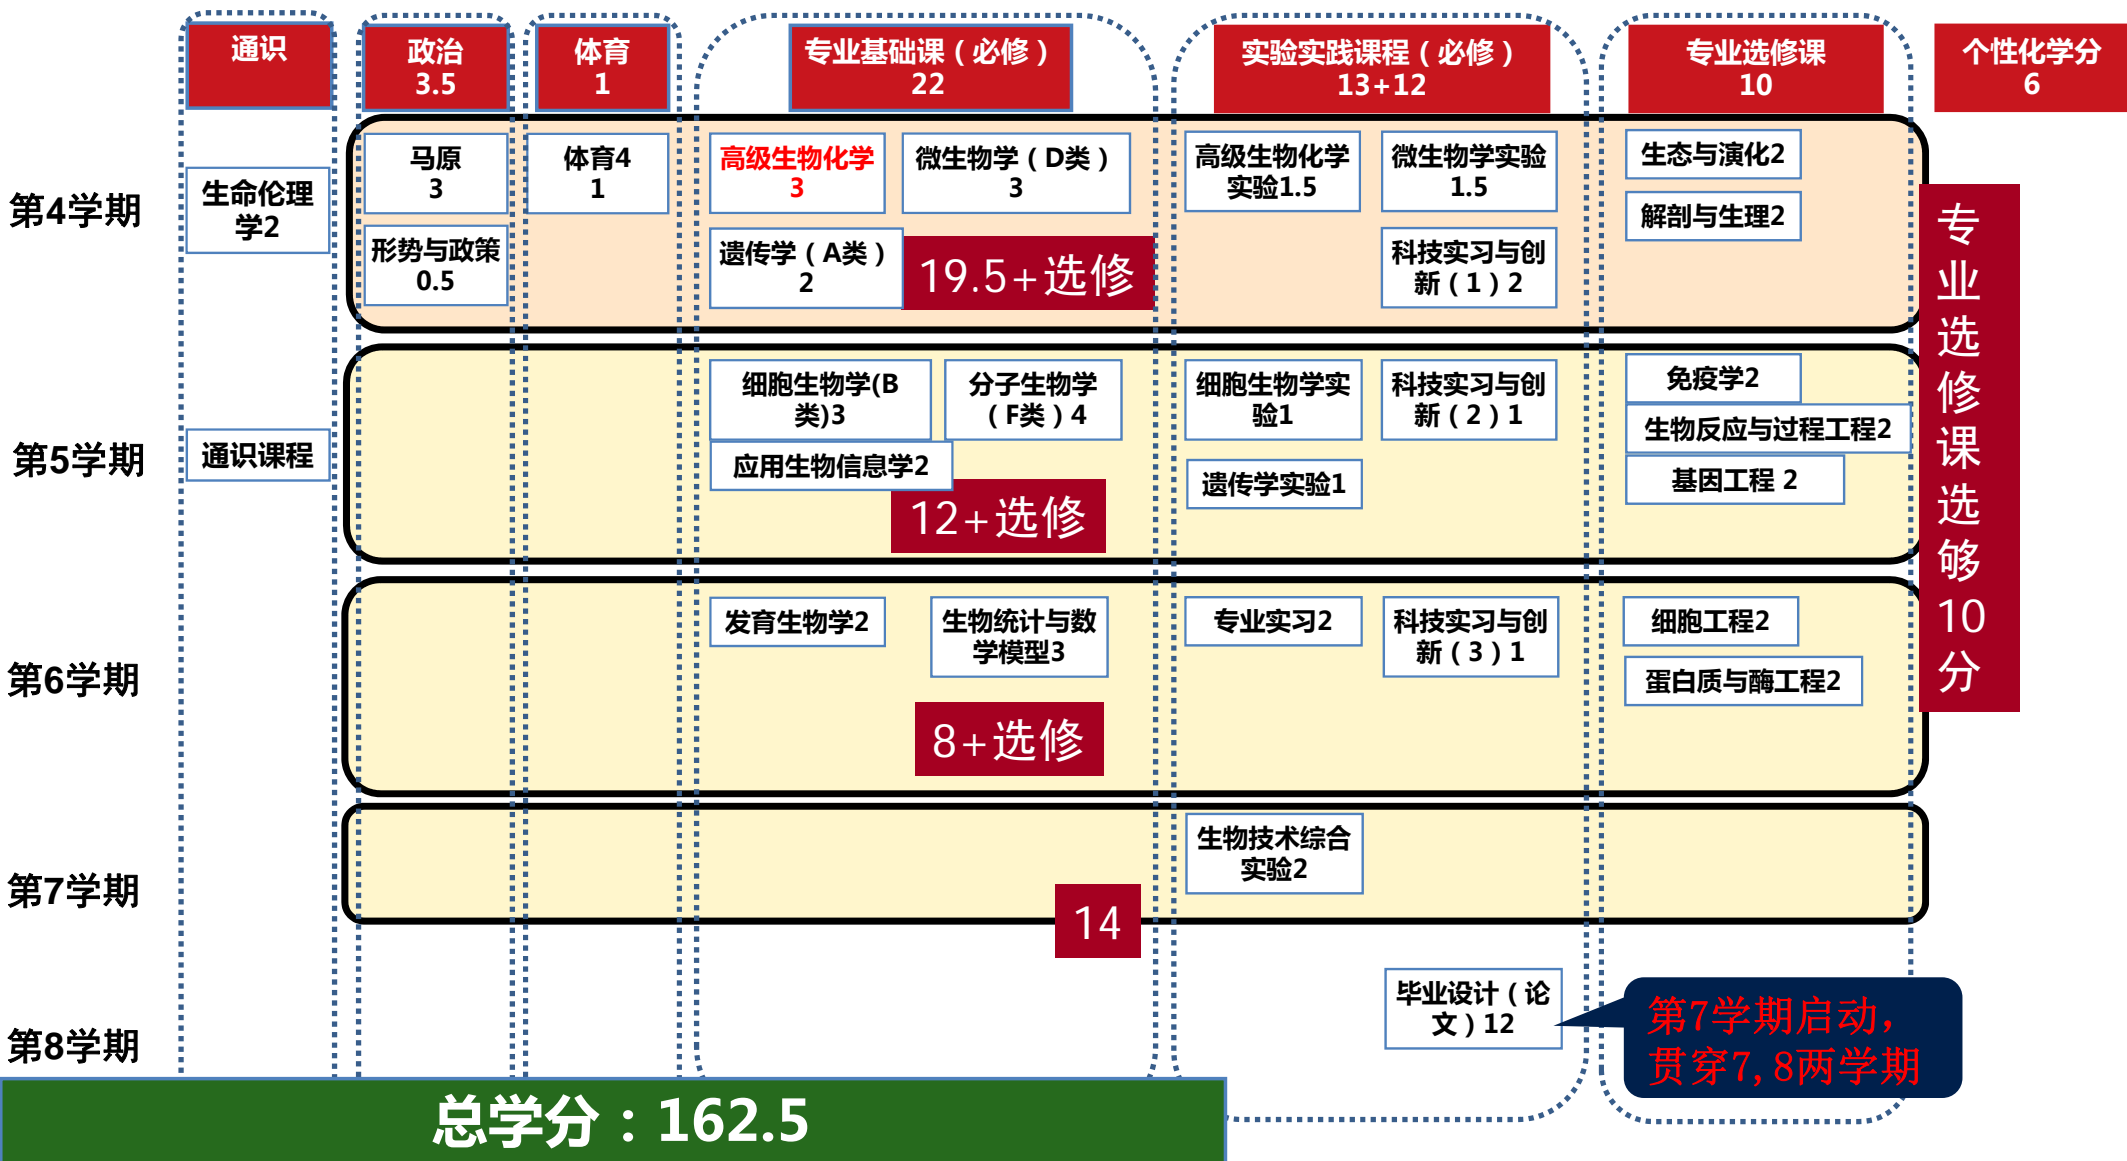 通识
政治
3.5
体育
1
专业基础课（必修）
22
实验实践课程（必修）
13+12
专业选修课
10
个性化学分
6
第4学期
生命伦理
学2
马原
3
形势与政策
0.5
体育4
1
高级生物化学
3
微生物学（D类）
3
遗传学（A类）
2
19.5+选修
高级生物化学
实验1.5
微生物学实验
1.5
科技实习与创
新（1）2
生态与演化2
解剖与生理2
专
业
选
修
课
选
够
10
分
第5学期
通识课程
细胞生物学(B
类)3
分子生物学
（F类）4
应用生物信息学2
12+选修
细胞生物学实
验1
科技实习与创
新（2）1
遗传学实验1
免疫学2
生物反应与过程工程2
基因工程 2
第6学期
发育生物学2
生物统计与数
学模型3
8+选修
专业实习2
科技实习与创
新（3）1
细胞工程2
蛋白质与酶工程2
第7学期
生物技术综合
实验2
14
第8学期
毕业设计（论
文）12
第7学期启动，
贯穿7,8两学期
总学分：162.5